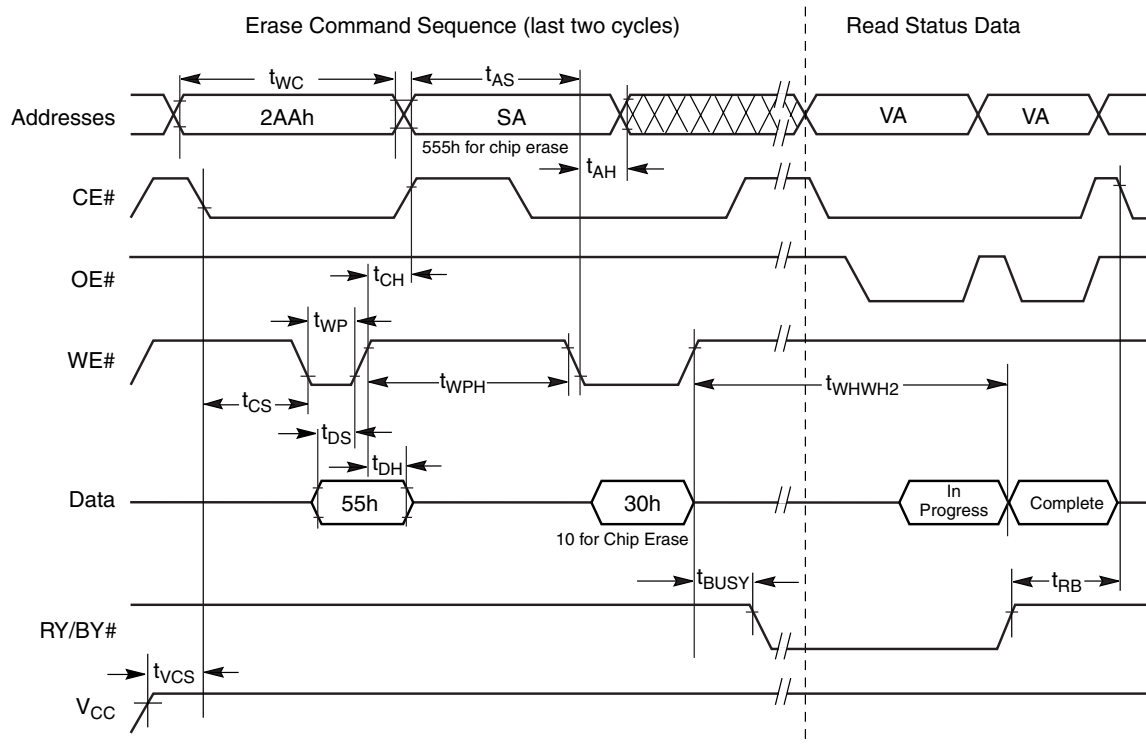 Erase Command Sequence (last two cycles)
Read Status Data
tWC
tAS
Addresses
2AAh
SA
VA
VA
555h for chip erase
tAH
CE#
tCH
OE#
tWP
WE#
tWPH
tWHWH2
tCS
tDS
tDH
Data
55h
30h
In
Progress
Complete
10 for Chip Erase
tBUSY
tRB
RY/BY#
tVCS
VCC